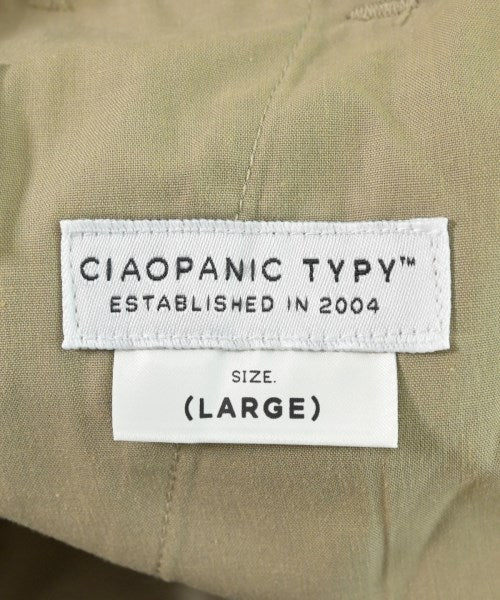 CIAOPANIC TYPY™
ESTABLISHED IN 2004
SIZE.
(LARGE)